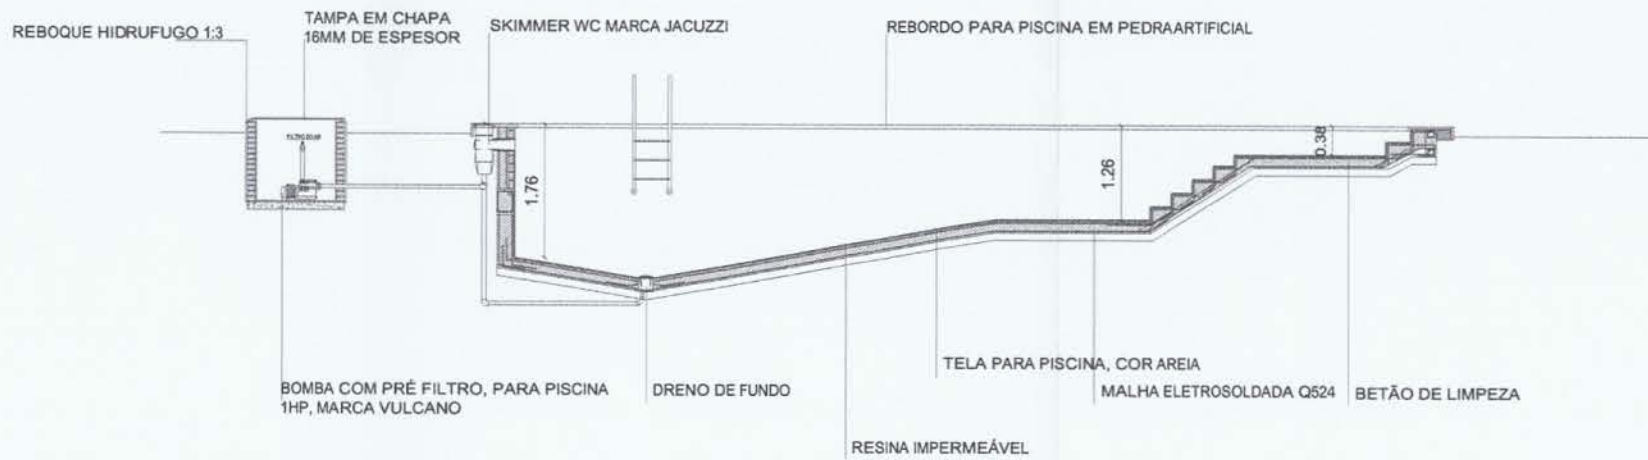 REBOQUE HIDRUFUGO 1:3
TAMPA EM CHAPA
16MM DE ESPESOR
SKIMMER WC MARCA JACUZZI
REBORDO PARA PISCINA EM PEDRAARTIFICIAL
1.76
1.26
0.38
BOMBA COM PRÉ FILTRO, PARA PISCINA
1HP, MARCA VULCANO
DRENO DE FUNDO
RESINA IMPERMEÁVEL
TELA PARA PISCINA, COR AREIA
MALHA ELETROSOLDADA Q524
BETÃO DE LIMPEZA